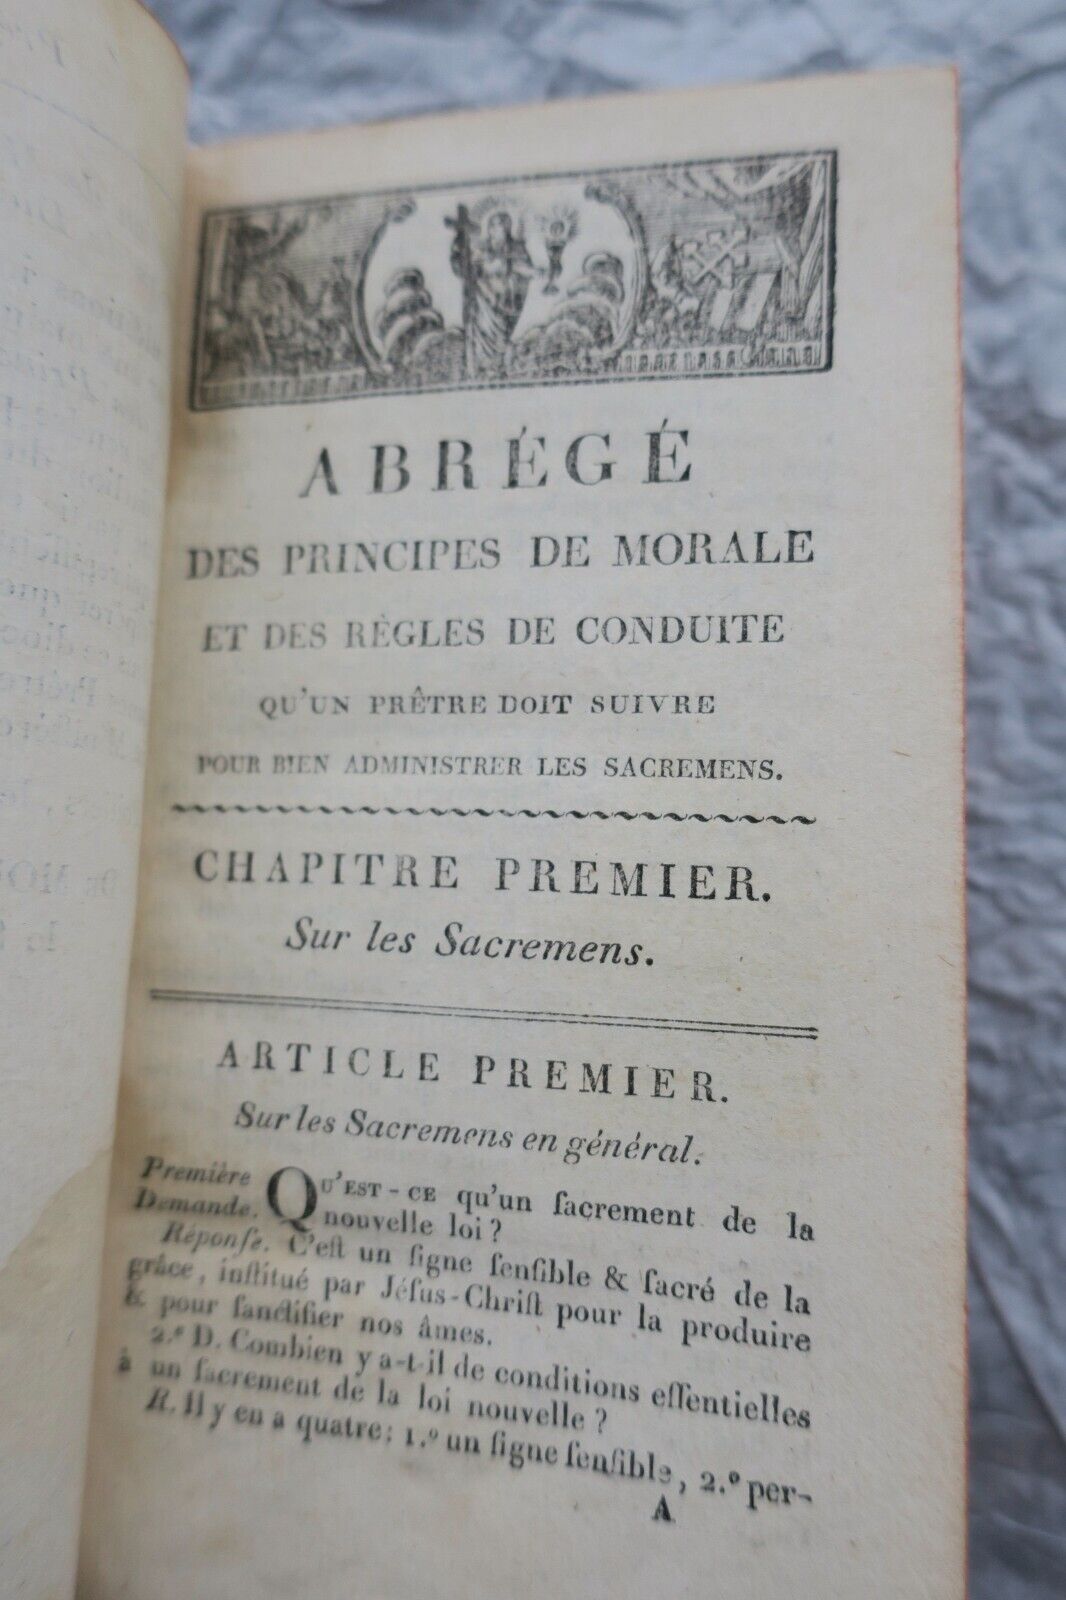 ABRÉGÉ
DES PRINCIPES DE MORALE
ET DES RÈGLES DE CONDUITE
QU'UN PRÊTRE DOIT SUIVRE
POUR BIEN ADMINISTRER LES SACREMENS.
CHAPITRE PREMIER.
Sur les Sacremens.
ARTICLE PREMIER.
Sur les Sacremens en général.
Première Demande. QU'EST-CE qu'un ſacrement de la
nouvelle loi ?
Réponſe. C'eſt un ſigne ſenſible & ſacré de la
grâce, inſtitué par Jéſus-Chriſt pour la produire
& pour ſanctifier nos âmes.
2.e D. Combien y a-t-il de conditions eſſentielles
à un ſacrement de la loi nouvelle ?
R. Il y en a quatre : 1.º un ſigne ſenſible, 2.º per-
A